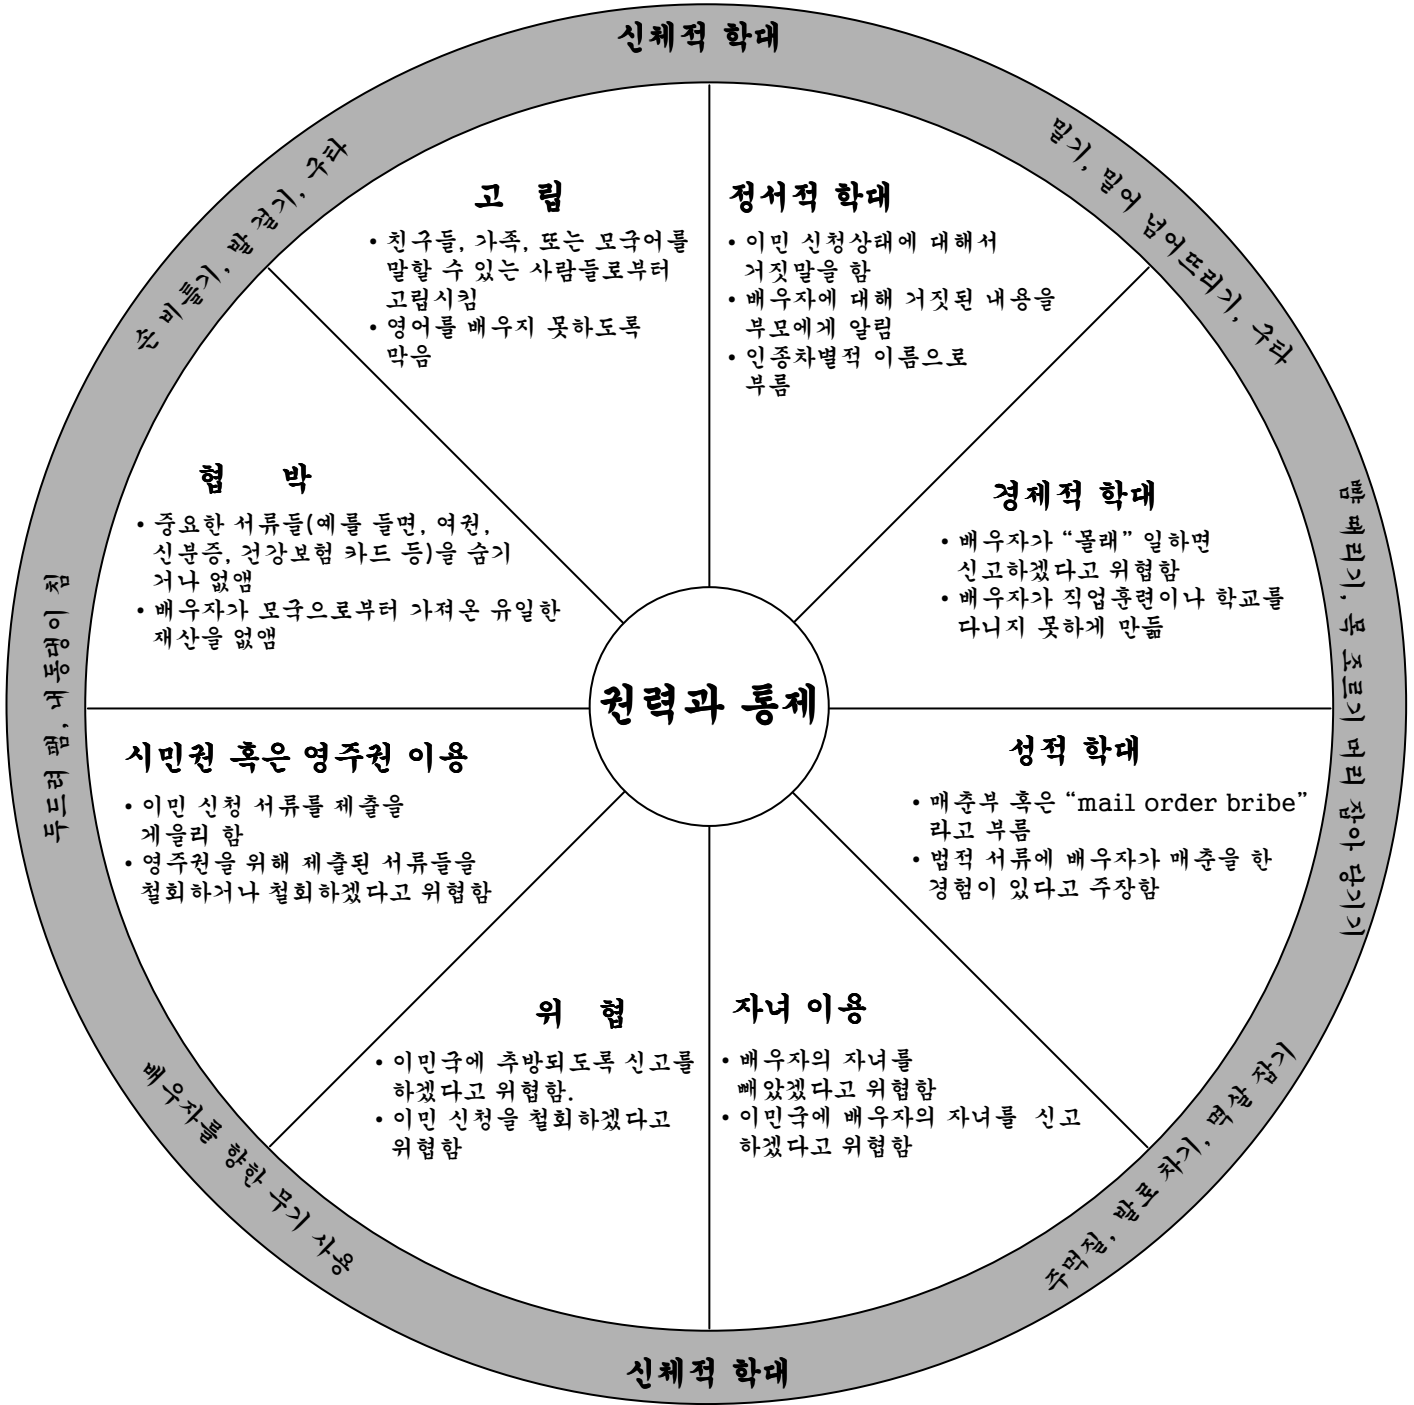 신체적 학대
밀기, 밀어 넘어뜨리기, 구타
뺨 때리기, 목 조르기 머리 잡아 당기기
주먹질, 발로 차기, 멱살 잡기
신체적 학대
배우자를 향한 무기 사용
두드려 팸, 내동댕이 침
손 비틀기, 발 걸기, 구타
고 립
• 친구들, 가족, 또는 모국어를
말할 수 있는 사람들로부터
고립시킴
• 영어를 배우지 못하도록
막음
정서적 학대
• 이민 신청상태에 대해서
거짓말을 함
• 배우자에 대해 거짓된 내용을
부모에게 알림
• 인종차별적 이름으로
부름
협 박
• 중요한 서류들(예를 들면, 여권,
신분증, 건강보험 카드 등)을 숨기
거나 없앰
• 배우자가 모국으로부터 가져온 유일한
재산을 없앰
경제적 학대
• 배우자가 “몰래” 일하면
신고하겠다고 위협함
• 배우자가 직업훈련이나 학교를
다니지 못하게 만듦
권력과 통제
시민권 혹은 영주권 이용
• 이민 신청 서류를 제출을
게을리 함
• 영주권을 위해 제출된 서류들을
철회하거나 철회하겠다고 위협함
성적 학대
• 매춘부 혹은 “mail order bribe”
라고 부름
• 법적 서류에 배우자가 매춘을 한
경험이 있다고 주장함
위 협
• 이민국에 추방되도록 신고를
하겠다고 위협함.
• 이민 신청을 철회하겠다고
위협함
자녀 이용
• 배우자의 자녀를
빼았겠다고 위협함
• 이민국에 배우자의 자녀를 신고
하겠다고 위협함